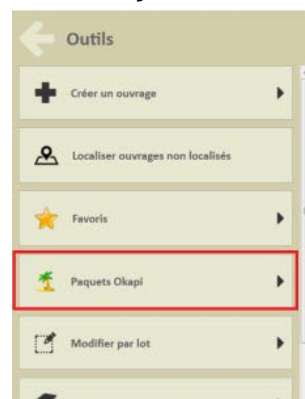 Outils
Créer un ouvrage
Localiser ouvrages non localisés
Favoris
Paquets Okapi
Modifier par lot